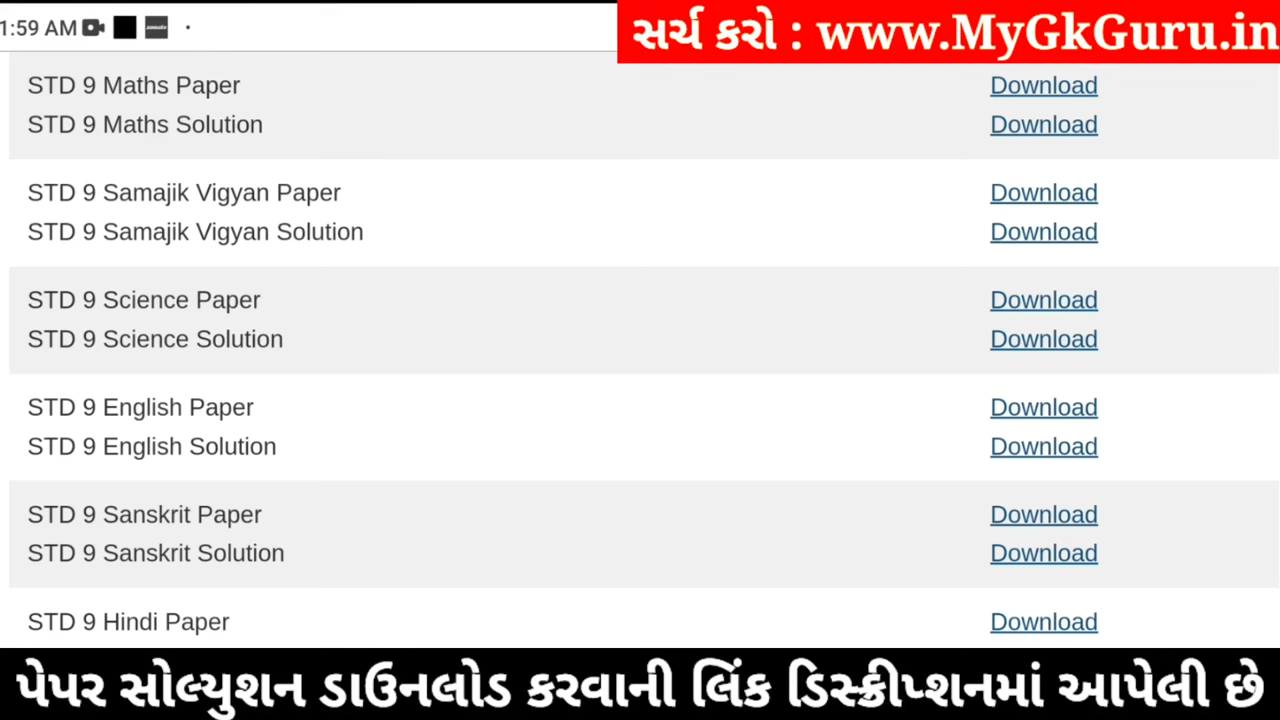 1:59 AM
સર્ચ કરો : www.MyGkGuru.in
STD 9 Maths Paper Download
STD 9 Maths Solution Download
STD 9 Samajik Vigyan Paper Download
STD 9 Samajik Vigyan Solution Download
STD 9 Science Paper Download
STD 9 Science Solution Download
STD 9 English Paper Download
STD 9 English Solution Download
STD 9 Sanskrit Paper Download
STD 9 Sanskrit Solution Download
STD 9 Hindi Paper Download
પેપર સોલ્યુશન ડાઉનલોડ કરવાની લિંક ડિસ્ક્રીપ્શનમાં આપેલી છે